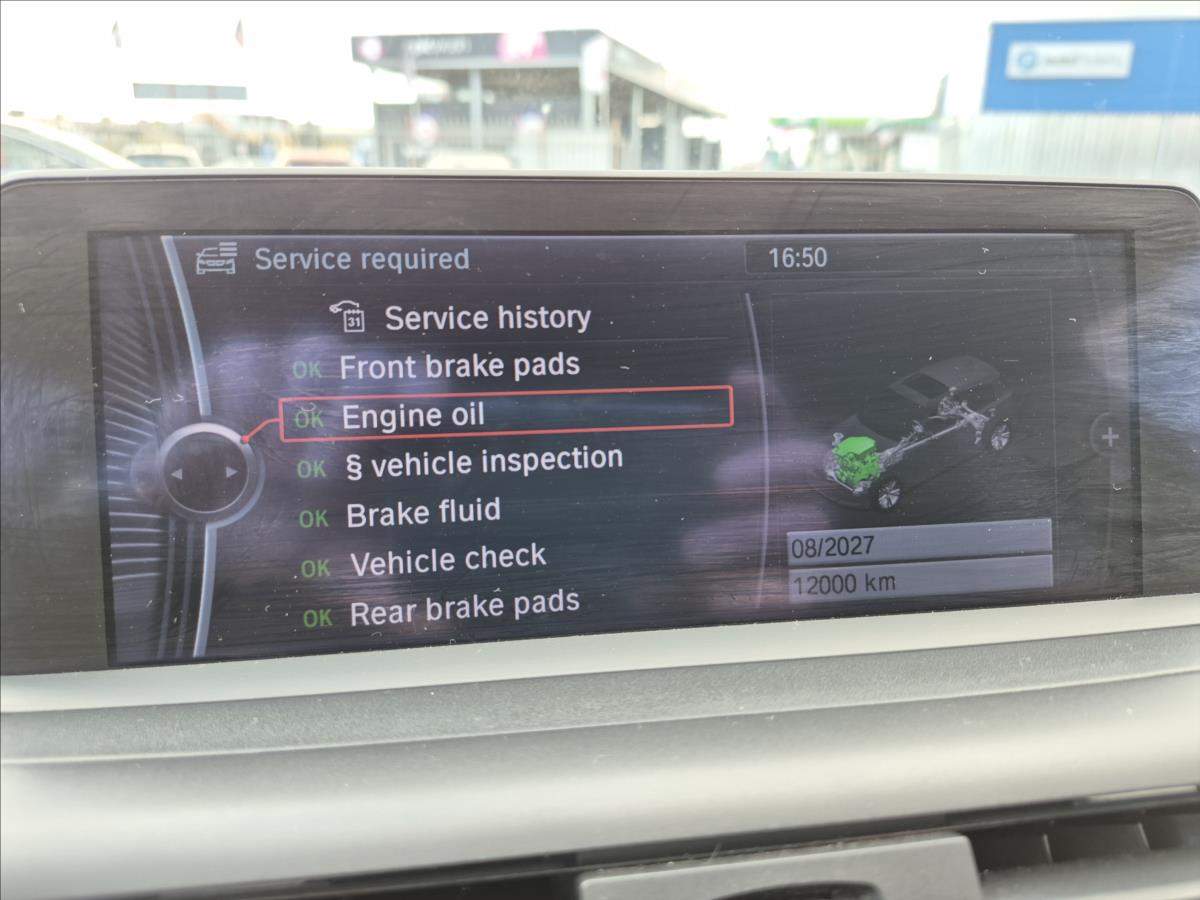 Service required
16:50
31
Service history
OK Front brake pads
OK Engine oil
OK § vehicle inspection
OK Brake fluid
OK Vehicle check
OK Rear brake pads
08/2027
12000 km